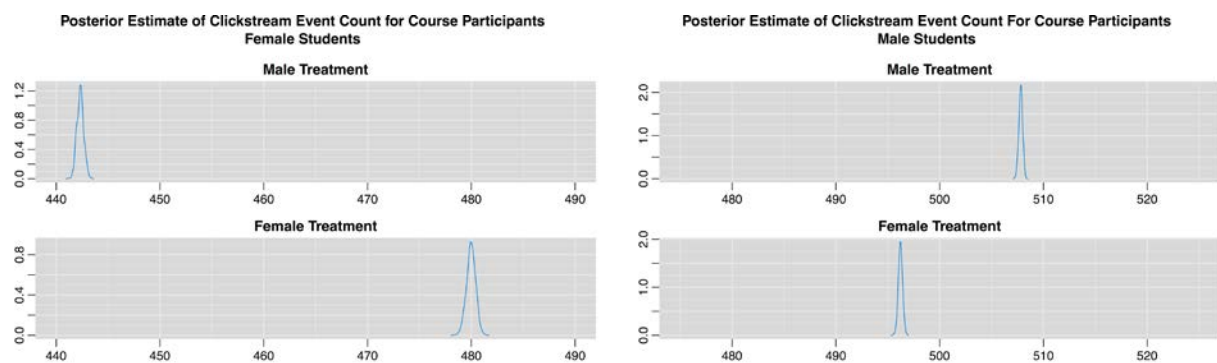 Posterior Estimate of Clickstream Event Count for Course Participants
Female Students
Male Treatment
0.0 0.4 0.8 1.2
440 450 460 470 480 490
Female Treatment
0.0 0.4 0.8
440 450 460 470 480 490
Posterior Estimate of Clickstream Event Count For Course Participants
Male Students
Male Treatment
0.0 1.0 2.0
480 490 500 510 520
Female Treatment
0.0 1.0 2.0
480 490 500 510 520